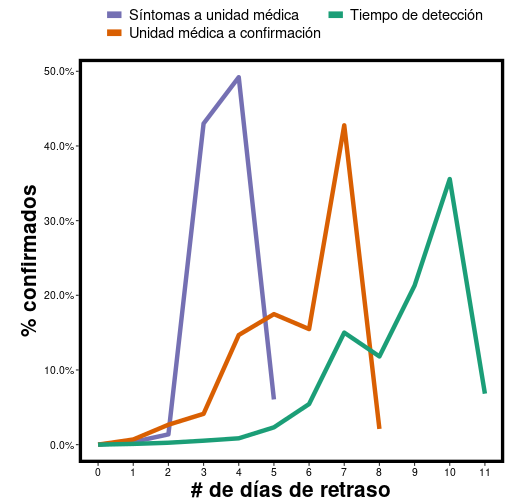 Síntomas a unidad médica
Tiempo de detección
Unidad médica a confirmación
50.0%
40.0%
30.0%
20.0%
10.0%
0.0%
% confirmados
0 1 2 3 4 5 6 7 8 9 10 11
# de días de retraso